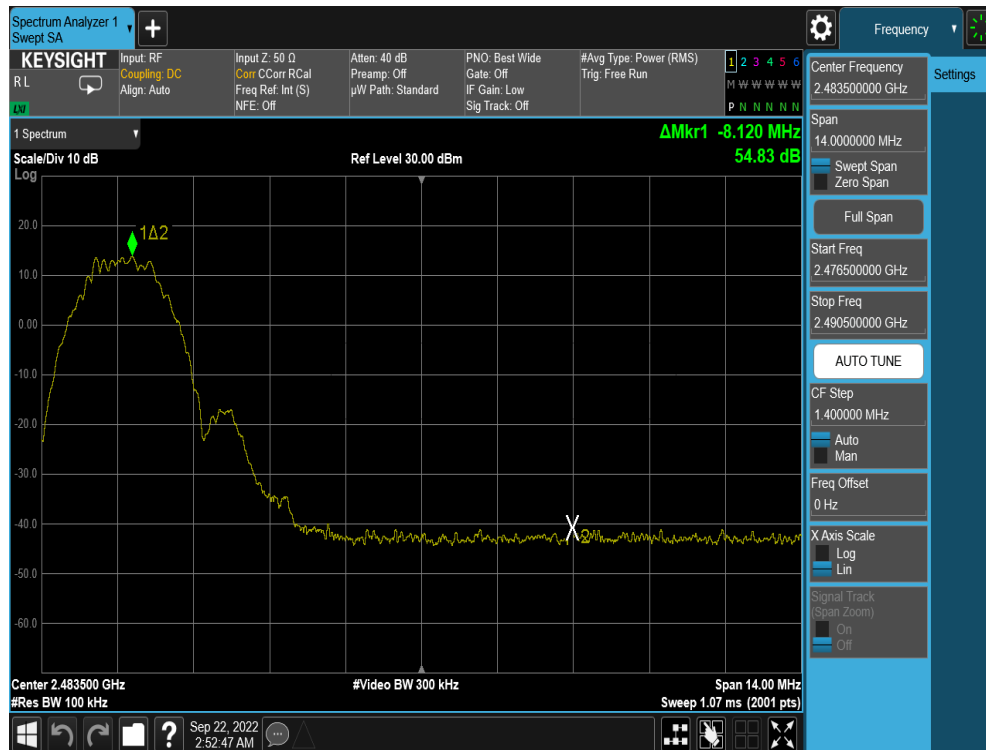 Spectrum Analyzer 1
Swept SA
Frequency
KEYSIGHT
R L
LXI
Input: RF
Coupling: DC
Align: Auto
Input Z: 50 Ω
Corr CCorr RCal
Freq Ref: Int (S)
NFE: Off
Atten: 40 dB
Preamp: Off
µW Path: Standard
PNO: Best Wide
Gate: Off
IF Gain: Low
Sig Track: Off
#Avg Type: Power (RMS)
Trig: Free Run
1 2 3 4 5 6
M W W W W W
P N N N N N
1 Spectrum
ΔMkr1 -8.120 MHz
54.83 dB
Scale/Div 10 dB
Ref Level 30.00 dBm
Log
20.0
1Δ2
10.0
0.00
-10.0
-20.0
-30.0
-40.0
2
-50.0
-60.0
Center 2.483500 GHz
#Video BW 300 kHz
Span 14.00 MHz
#Res BW 100 kHz
Sweep 1.07 ms (2001 pts)
Sep 22, 2022
2:52:47 AM
Center Frequency
2.483500000 GHz
Settings
Span
14.0000000 MHz
Swept Span
Zero Span
Full Span
Start Freq
2.476500000 GHz
Stop Freq
2.490500000 GHz
AUTO TUNE
CF Step
1.400000 MHz
Auto
Man
Freq Offset
0 Hz
X Axis Scale
Log
Lin
Signal Track
(Span Zoom)
On
Off